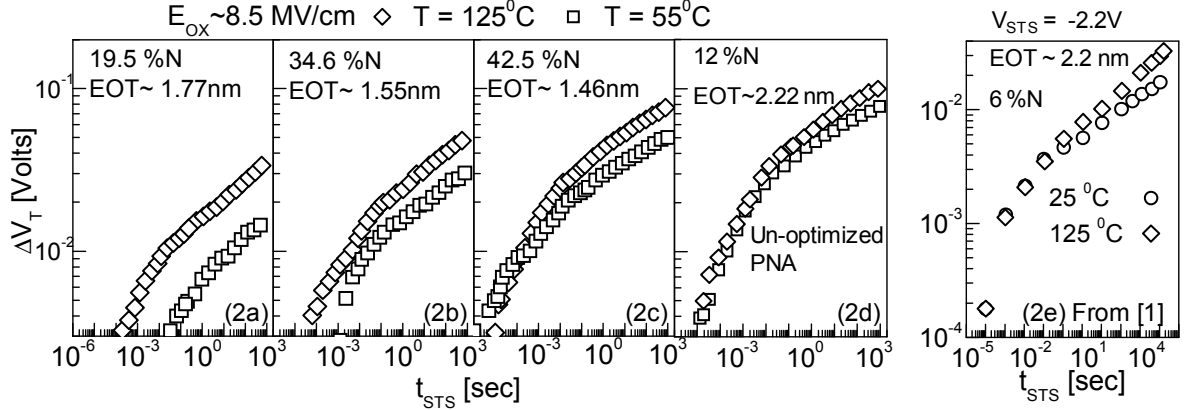 E_OX~8.5 MV/cm ◇ T = 125⁰C □ T = 55⁰C
V_STS = -2.2V
19.5 %N
EOT~ 1.77nm
(2a)
34.6 %N
EOT~ 1.55nm
(2b)
42.5 %N
EOT~ 1.46nm
(2c)
12 %N
EOT~2.22 nm
Un-optimized
PNA
(2d)
EOT ~ 2.2 nm
6 %N
25 ⁰C ○
125 ⁰C ◇
(2e) From [1]
ΔV_T [Volts]
10⁻¹
10⁻²
10⁻⁶ 10⁻³ 10⁰ 10³
10⁻³ 10⁰ 10³
10⁻³ 10⁰ 10³
10⁻³ 10⁰ 10³
t_STS [sec]
10⁻²
10⁻³
10⁻⁴
10⁻⁵ 10⁻² 10¹ 10⁴
t_STS [sec]